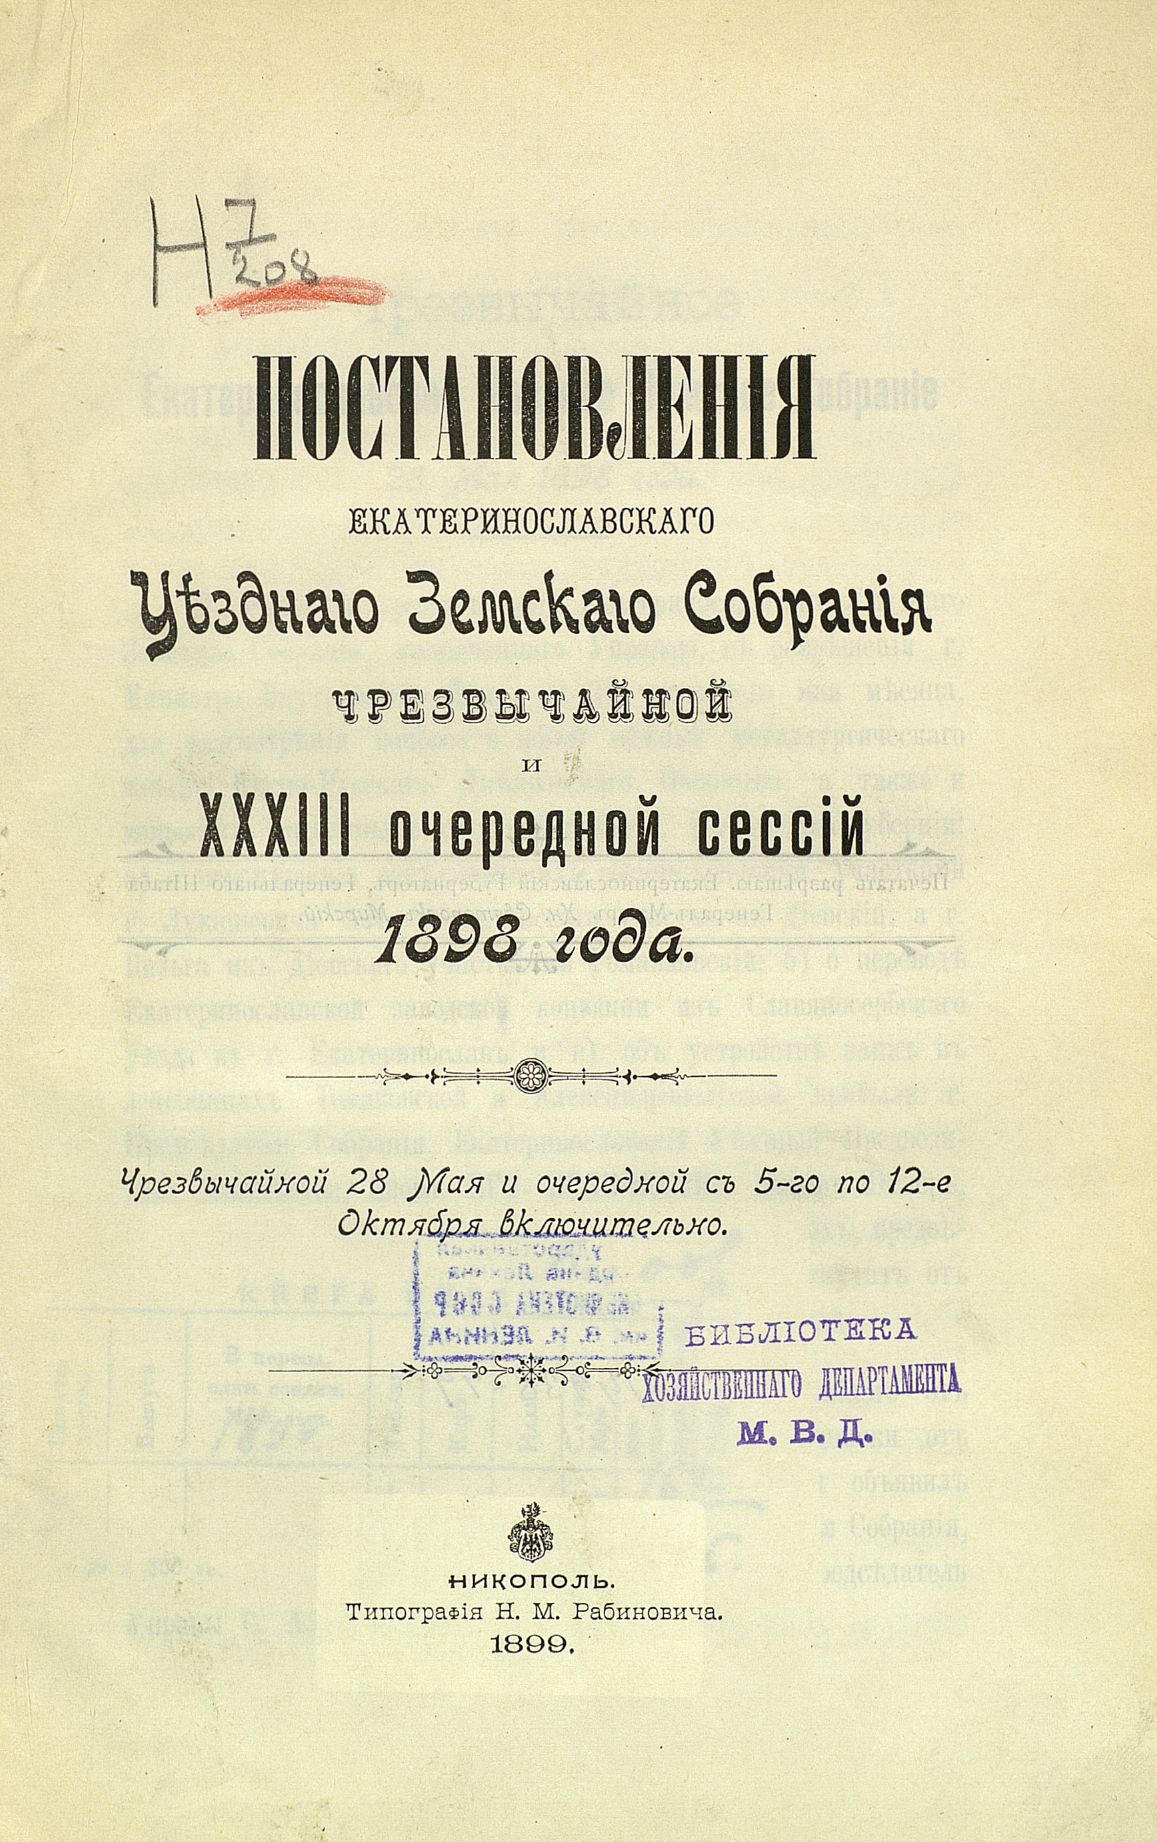 Н 7
208
ПОСТАНОВЛЕНІЯ
ЕКАТЕРИНОСЛАВСКАГО
Уѣзднаго Земскаго Собранія
ЧРЕЗВЫЧАЙНОЙ
И
XXXIII очередной сессій
1898 года.
Чрезвычайной 28 Мая и очередной съ 5-го по 12-е
Октября включительно.
БИБЛІОТЕКА
ХОЗЯЙСТВЕННАГО ДЕПАРТАМЕНТА
М. В. Д.
НИКОПОЛЬ.
Типографія Н. М. Рабиновича.
1899.